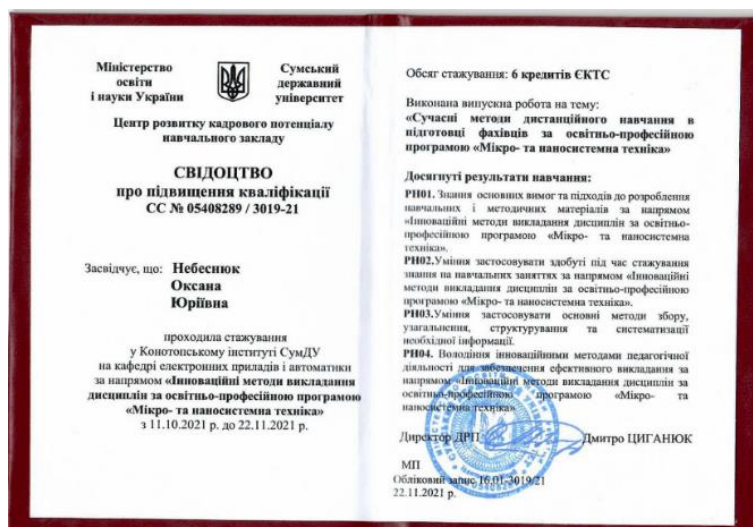 Міністерство
освіти
і науки України
Сумський
державний
університет
Центр розвитку кадрового потенціалу
навчального закладу
СВІДОЦТВО
про підвищення кваліфікації
СС № 05408289 / 3019-21
Засвідчує, що: Небеснюк
Оксана
Юріївна
проходила стажування
у Конотопському інституті СумДУ
на кафедрі електронних приладів і автоматики
за напрямом «Інноваційні методи викладання
дисциплін за освітньо-професійною програмою
«Мікро- та наносистемна техніка»
з 11.10.2021 р. до 22.11.2021 р.
Обсяг стажування: 6 кредитів ЄКТС
Виконана випускна робота на тему:
«Сучасні методи дистанційного навчання в
підготовці фахівців за освітньо-професійною
програмою «Мікро- та наносистемна техніка»
Досягнуті результати навчання:
РН01. Знання основних вимог та підходів до розроблення
навчальних і методичних матеріалів за напрямом
«Інноваційні методи викладання дисциплін за освітньо-
професійною програмою «Мікро- та наносистемна
техніка».
РН02.Уміння застосовувати здобуті під час стажування
знання на навчальних заняттях за напрямом «Інноваційні
методи викладання дисциплін за освітньо-професійною
програмою «Мікро- та наносистемна техніка».
РН03.Уміння застосовувати основні методи збору,
узагальнення, структурування та систематизації
необхідної інформації.
РН04. Володіння інноваційними методами педагогічної
діяльності для забезпечення ефективного викладання за
напрямом «Інноваційні методи викладання дисциплін за
освітньо-професійною програмою «Мікро- та
наносистемна техніка»
Директор ДРП Дмитро ЦИГАНЮК
МП
Обліковий запис 16.01-3019/21
22.11.2021 р.